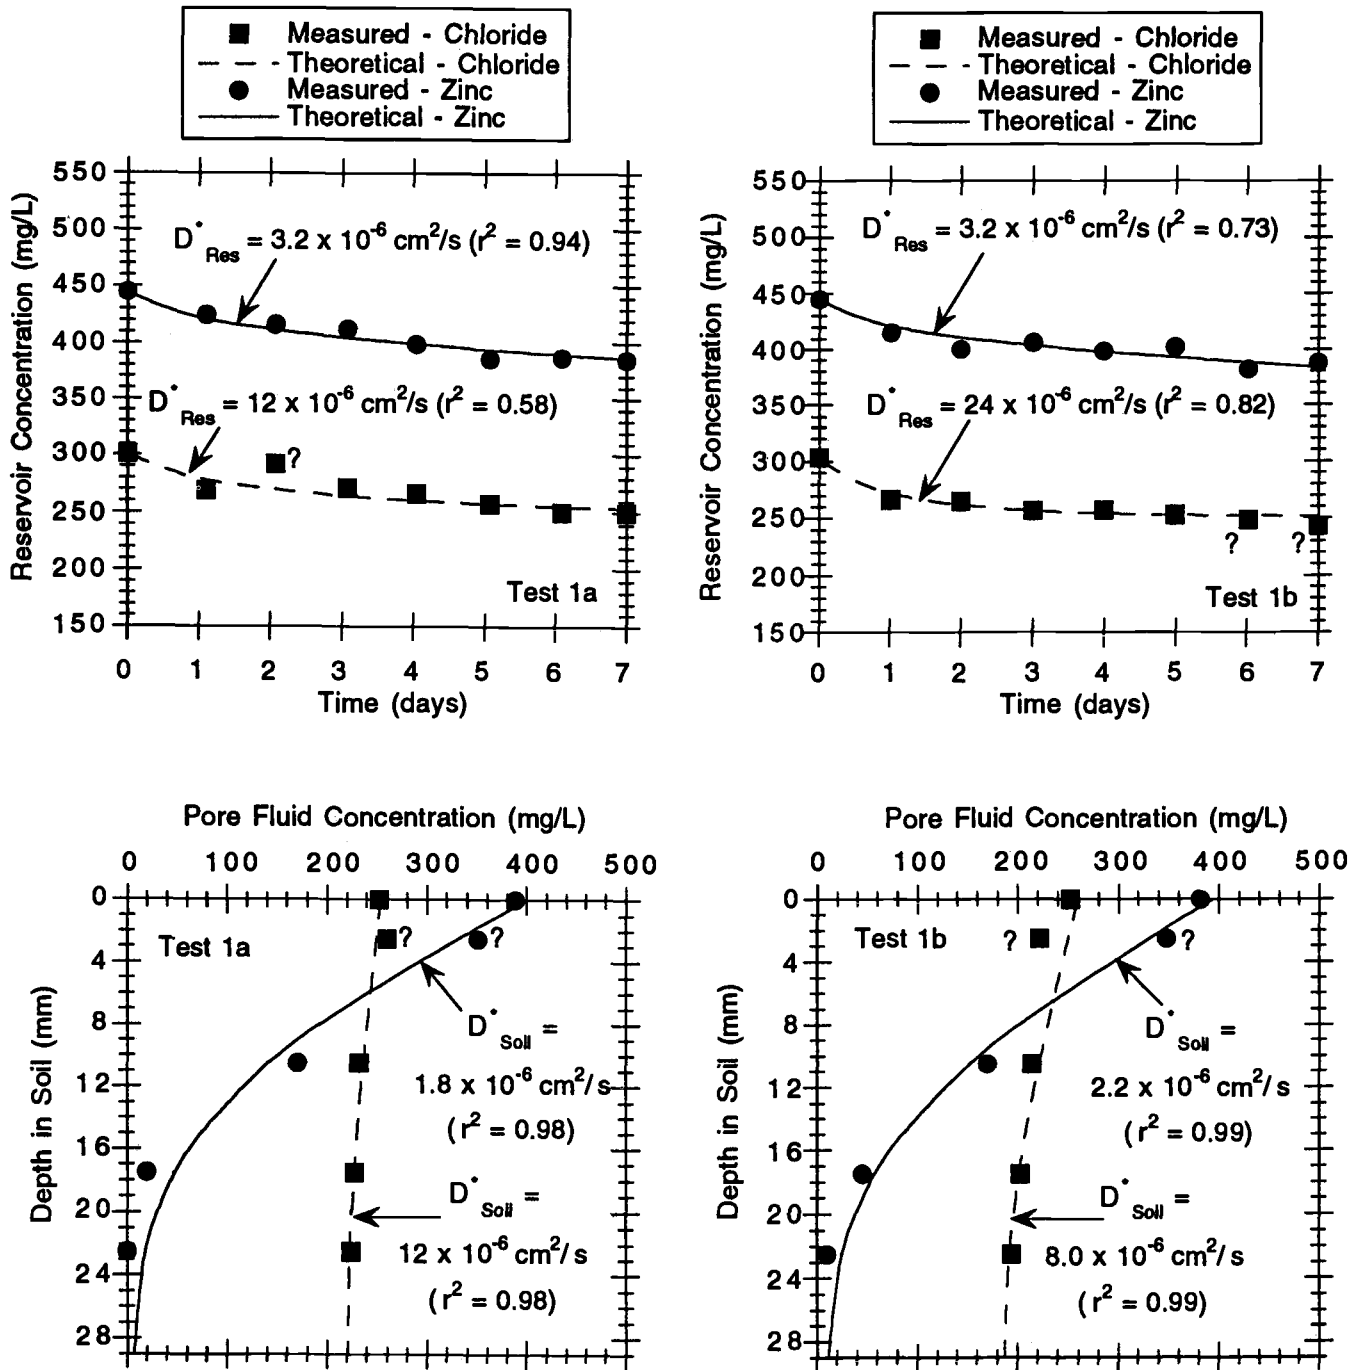 Measured - Chloride
Theoretical - Chloride
Measured - Zinc
Theoretical - Zinc
550
500
450
400
350
300
250
200
150
Reservoir Concentration (mg/L)
D*Res = 3.2 x 10-6 cm2/s (r2 = 0.94)
D*Res = 12 x 10-6 cm2/s (r2 = 0.58)
?
Test 1a
0 1 2 3 4 5 6 7
Time (days)
Measured - Chloride
Theoretical - Chloride
Measured - Zinc
Theoretical - Zinc
550
500
450
400
350
300
250
200
150
Reservoir Concentration (mg/L)
D*Res = 3.2 x 10-6 cm2/s (r2 = 0.73)
D*Res = 24 x 10-6 cm2/s (r2 = 0.82)
? ?
Test 1b
0 1 2 3 4 5 6 7
Time (days)
Pore Fluid Concentration (mg/L)
0 100 200 300 400 500
0
4
8
12
16
20
24
28
Depth in Soil (mm)
Test 1a
? ?
D*Soil =
1.8 x 10-6 cm2/s
(r2 = 0.98)
D*Soil =
12 x 10-6 cm2/s
(r2 = 0.98)
Pore Fluid Concentration (mg/L)
0 100 200 300 400 500
0
4
8
12
16
20
24
28
Depth in Soil (mm)
Test 1b
? ?
D*Soil =
2.2 x 10-6 cm2/s
(r2 = 0.99)
D*Soil =
8.0 x 10-6 cm2/s
(r2 = 0.99)